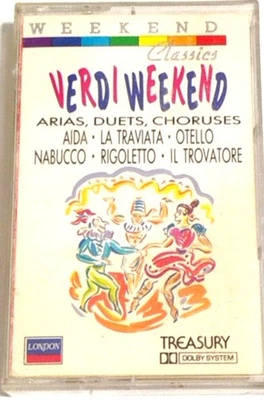 WEEKEND
Classics
VERDI WEEKEND
ARIAS, DUETS, CHORUSES
AIDA · LA TRAVIATA · OTELLO
NABUCCO · RIGOLETTO · IL TROVATORE
LONDON
TREASURY
DOLBY SYSTEM